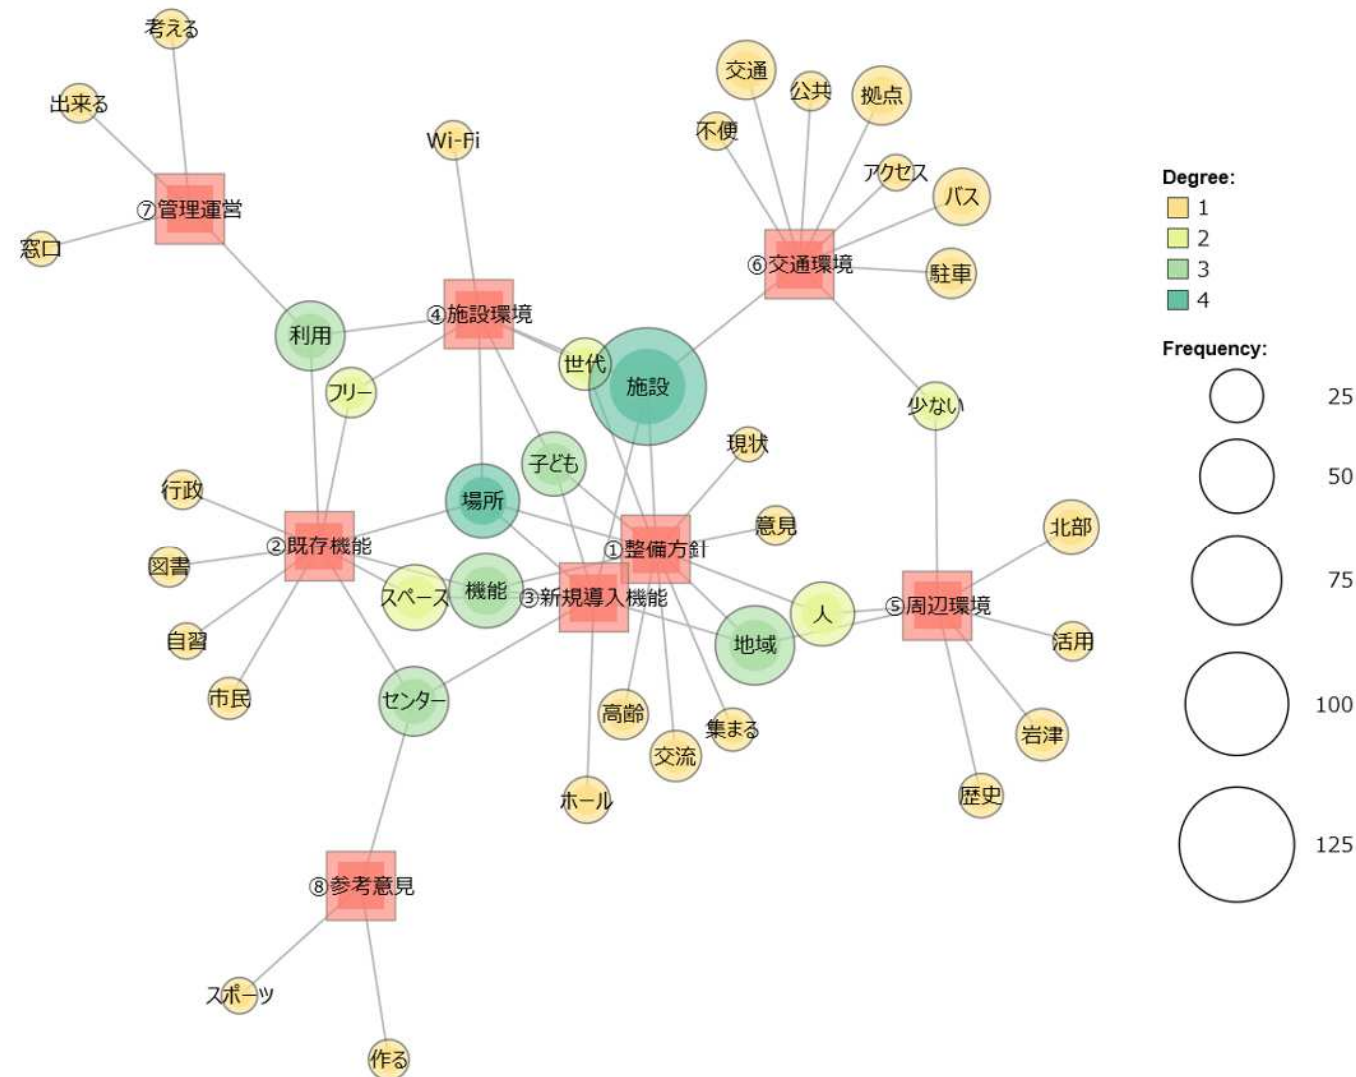 考える
出来る
窓口
⑦管理運営
Wi-Fi
交通
公共
拠点
不便
アクセス
バス
駐車
⑥交通環境
④施設環境
利用
フリー
世代
施設
少ない
現状
子ども
場所
行政
②既存機能
図書
自習
市民
スペース
機能
センター
①整備方針
③新規導入機能
意見
人
地域
高齢
交流
集まる
ホール
北部
⑤周辺環境
活用
岩津
歴史
⑧参考意見
スポーツ
作る
Degree:
1
2
3
4
Frequency:
25
50
75
100
125